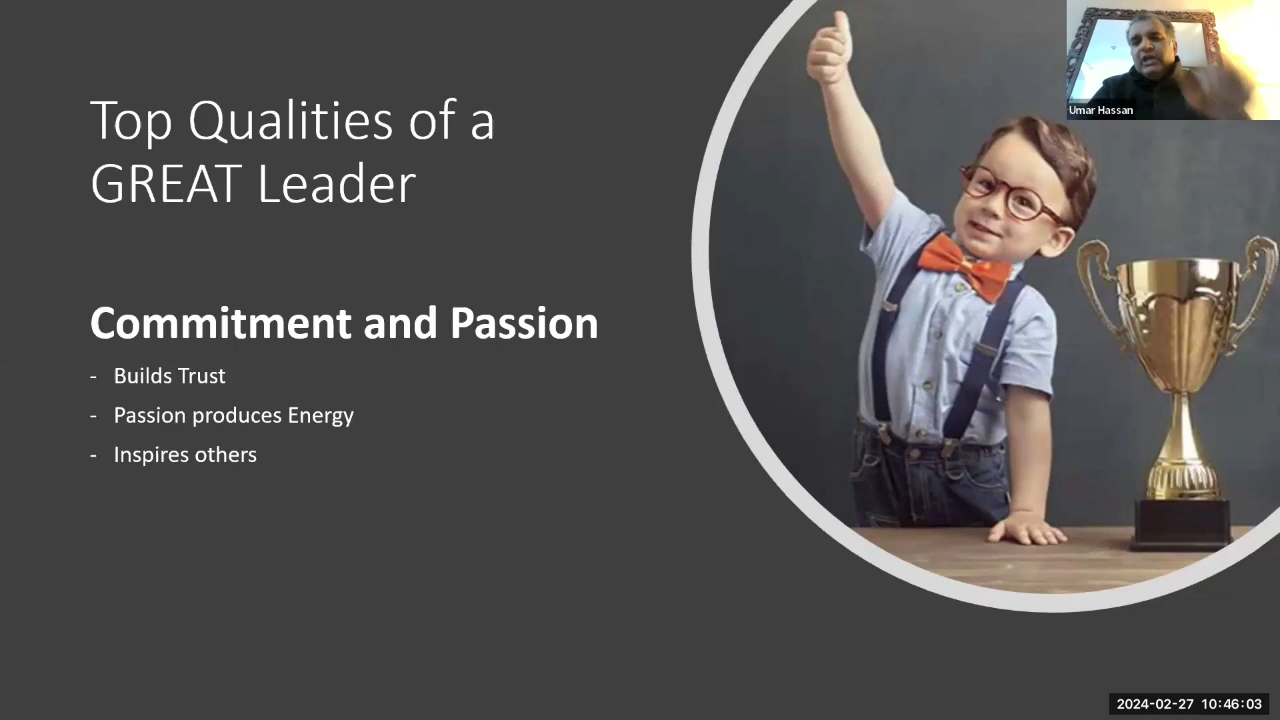 Top Qualities of a
GREAT Leader
Commitment and Passion
- Builds Trust
- Passion produces Energy
- Inspires others
Umar Hassan
2024-02-27 10:46:03